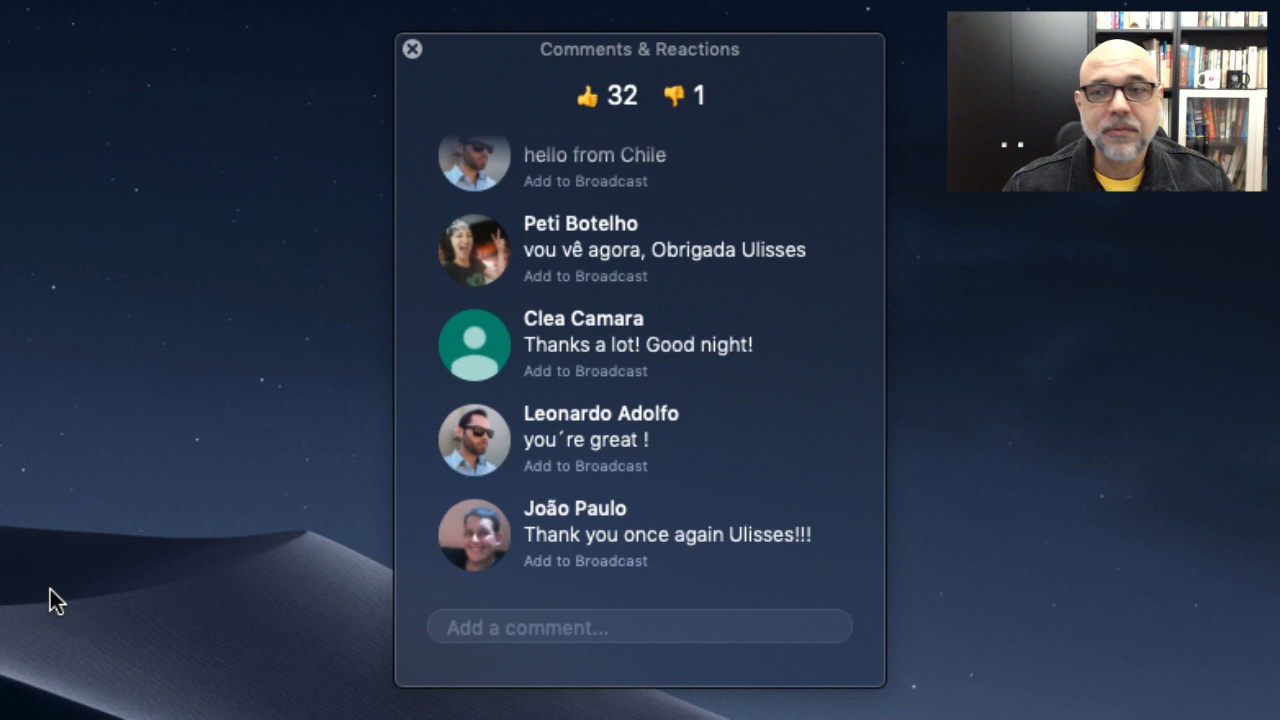 Comments & Reactions
👍 32 👎 1
hello from Chile
Add to Broadcast
Peti Botelho
vou vê agora, Obrigada Ulisses
Add to Broadcast
Clea Camara
Thanks a lot! Good night!
Add to Broadcast
Leonardo Adolfo
you´re great !
Add to Broadcast
João Paulo
Thank you once again Ulisses!!!
Add to Broadcast
Add a comment...